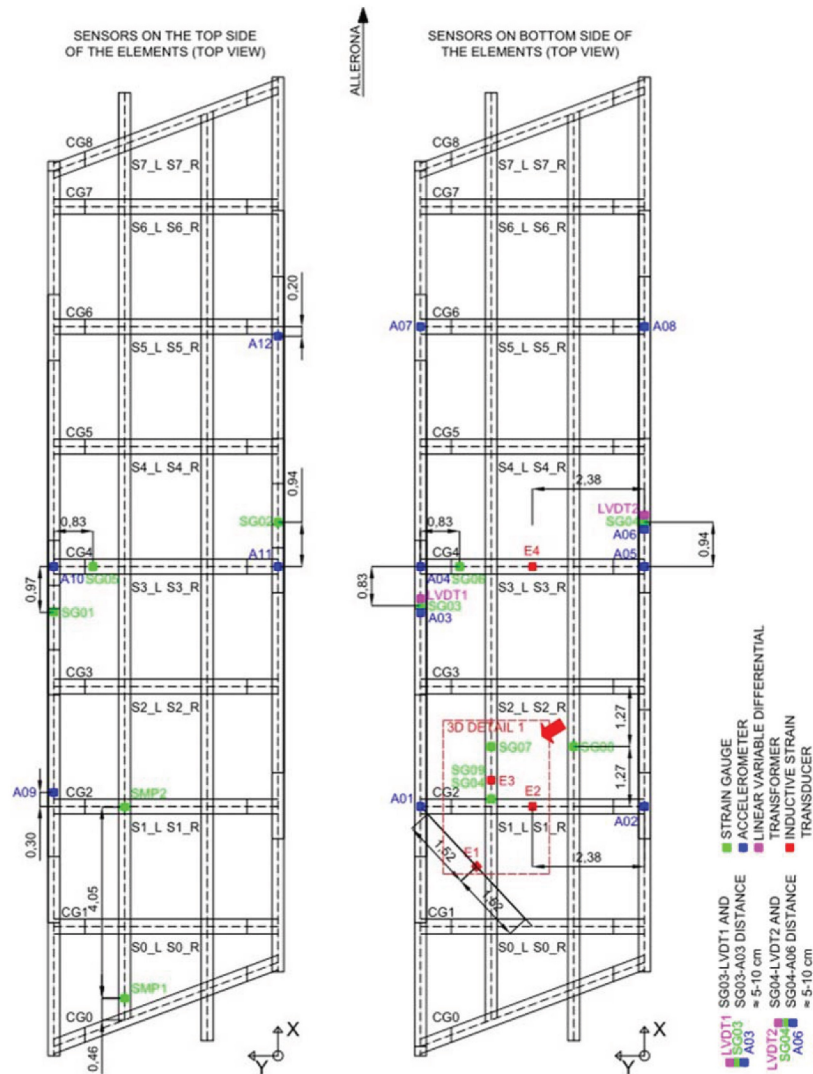 SENSORS ON THE TOP SIDE
OF THE ELEMENTS (TOP VIEW)
ALLERONA
SENSORS ON BOTTOM SIDE OF
THE ELEMENTS (TOP VIEW)
CG8
S7_L S7_R
CG7
S6_L S6_R
0,20
CG6
A12
S5_L S5_R
CG5
S4_L S4_R
0,94
SG02
0,83
CG4
A11
A10
SG05
S3_L S3_R
0,97
SG01
CG3
S2_L S2_R
A09
CG2
SMP2
0,30
S1_L S1_R
4,05
CG1
S0_L S0_R
SMP1
CG0
0,46
X
Y
CG8
S7_L S7_R
CG7
S6_L S6_R
CG6
A07
A08
S5_L S5_R
CG5
S4_L S4_R
2,38
LVDT2
SG04
A06
0,83
CG4
E4
A05
0,94
A04
SG06
S3_L S3_R
0,83
LVDT1
SG03
A03
CG3
S2_L S2_R
1,27
3D DETAIL 1
SG07
SG08
SG09
E3
SG04
1,27
CG2
E2
A01
A02
S1_L S1_R
E1
2,38
1,52
1,62
CG1
S0_L S0_R
CG0
X
Y
STRAIN GAUGE
ACCELEROMETER
LINEAR VARIABLE DIFFERENTIAL
TRANSFORMER
INDUCTIVE STRAIN
TRANSDUCER
LVDT1
SG03
A03
SG03-LVDT1 AND
SG03-A03 DISTANCE
≈ 5-10 cm
LVDT2
SG04
A06
SG04-LVDT2 AND
SG04-A06 DISTANCE
≈ 5-10 cm